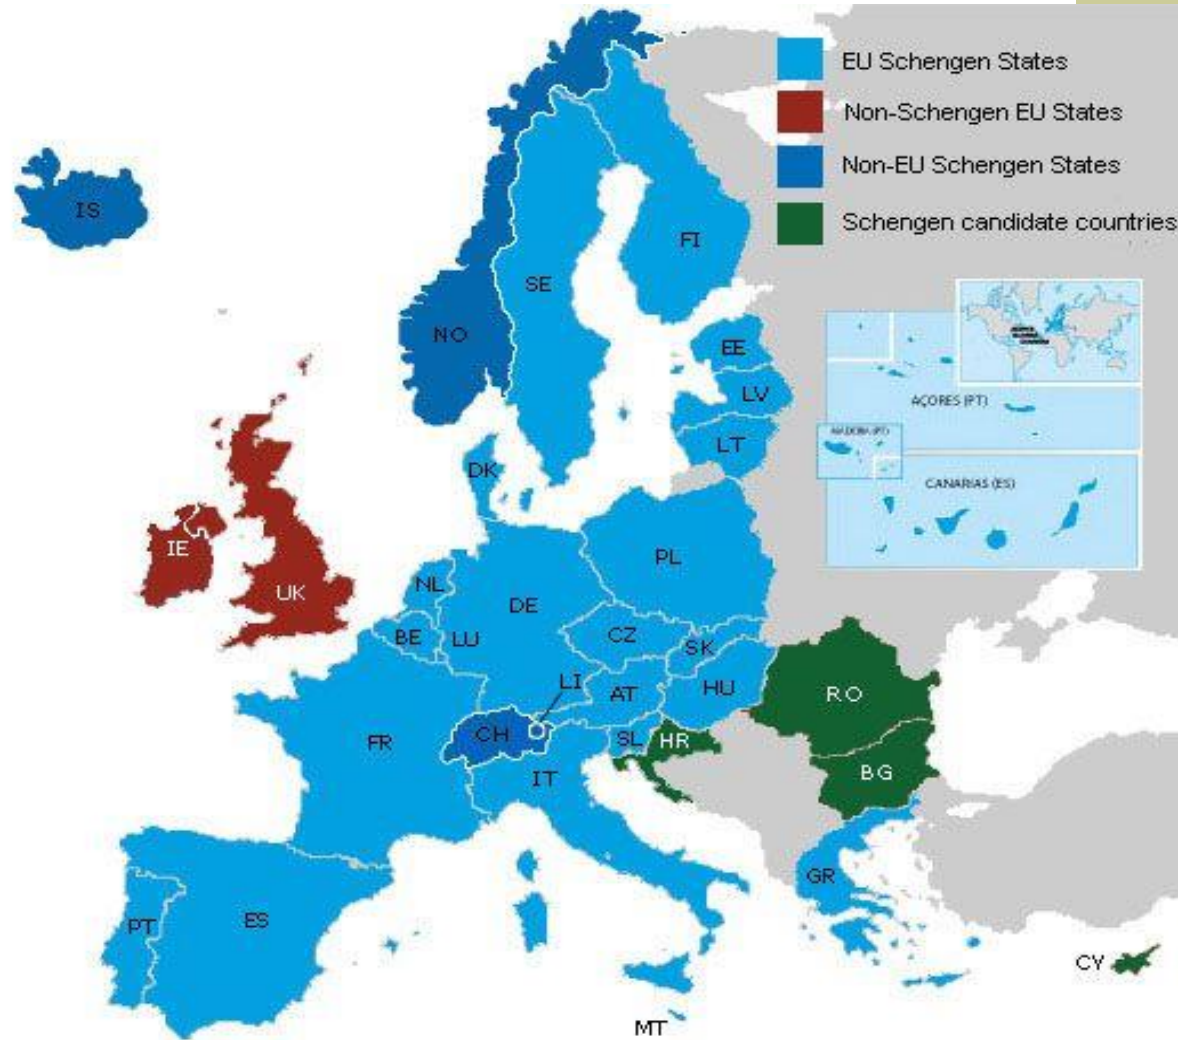 EU Schengen States
Non-Schengen EU States
Non-EU Schengen States
Schengen candidate countries
IS
FI
SE
NO
EE
LV
LT
DK
AÇORES (PT)
MADEIRA (PT)
CANARIAS (ES)
IE
UK
NL
DE
PL
BE
LU
CZ
SK
LI
AT
HU
RO
FR
CH
SL
HR
IT
BG
GR
PT
ES
CY
MT